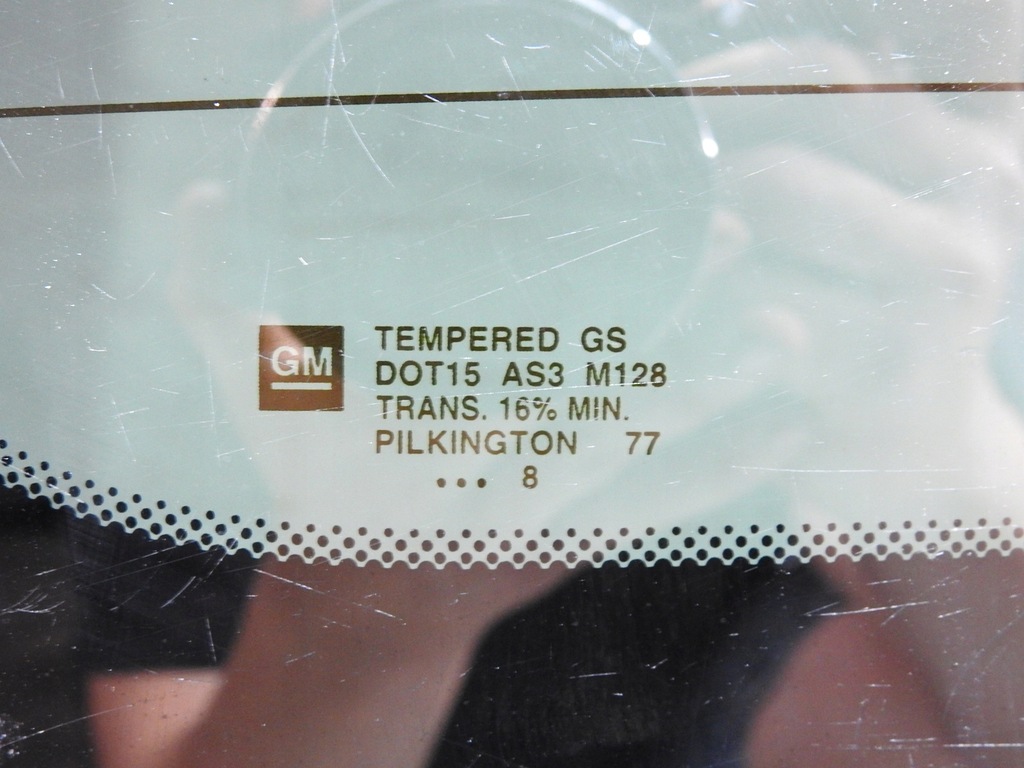 GM
TEMPERED GS
DOT15 AS3 M128
TRANS. 16% MIN.
PILKINGTON 77
... 8